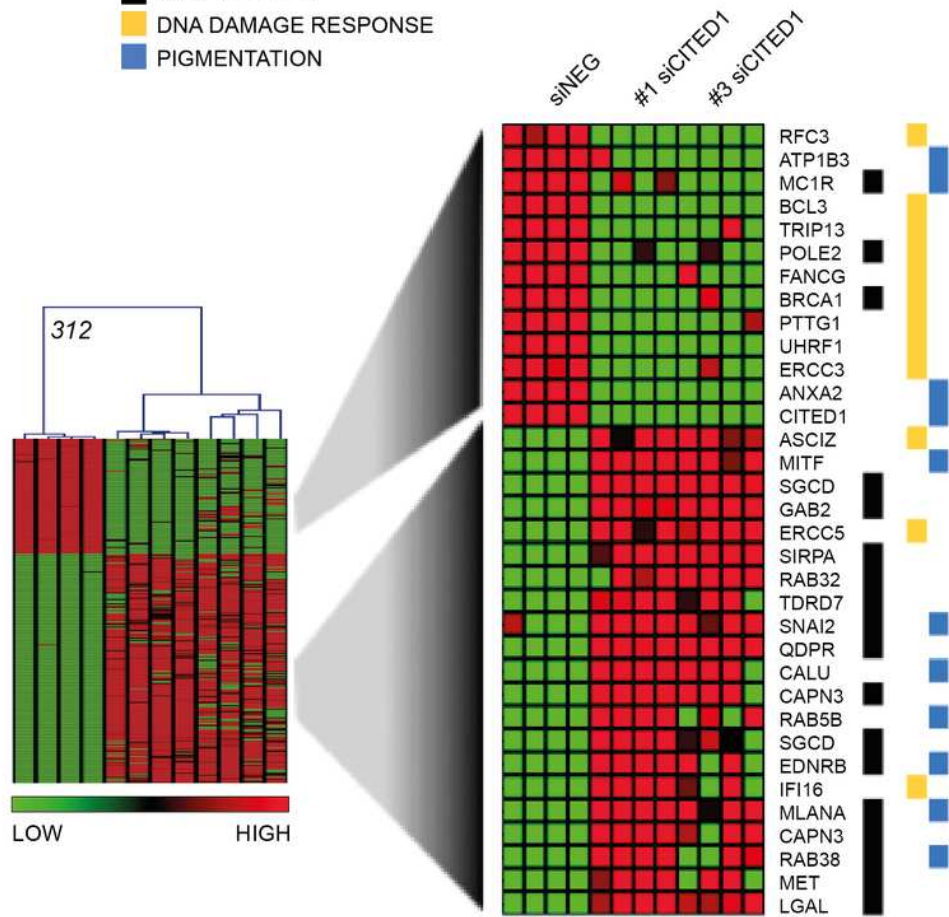 DNA DAMAGE RESPONSE
PIGMENTATION
siNEG
#1 siCITED1
#3 siCITED1
RFC3
ATP1B3
MC1R
BCL3
TRIP13
POLE2
FANCG
BRCA1
PTTG1
UHRF1
ERCC3
ANXA2
CITED1
ASCIZ
MITF
SGCD
GAB2
ERCC5
SIRPA
RAB32
TDRD7
SNAI2
QDPR
CALU
CAPN3
RAB5B
SGCD
EDNRB
IFI16
MLANA
CAPN3
RAB38
MET
LGAL
312
LOW HIGH